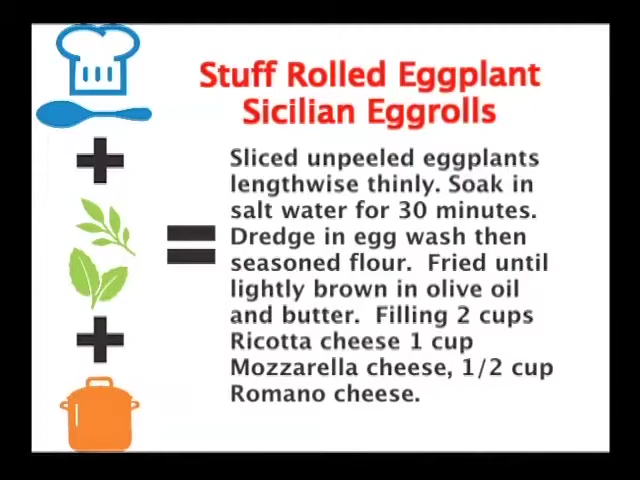 Stuff Rolled Eggplant
Sicilian Eggrolls
Sliced unpeeled eggplants
lengthwise thinly. Soak in
salt water for 30 minutes.
Dredge in egg wash then
seasoned flour.  Fried until
lightly brown in olive oil
and butter.  Filling 2 cups
Ricotta cheese 1 cup
Mozzarella cheese, 1/2 cup
Romano cheese.